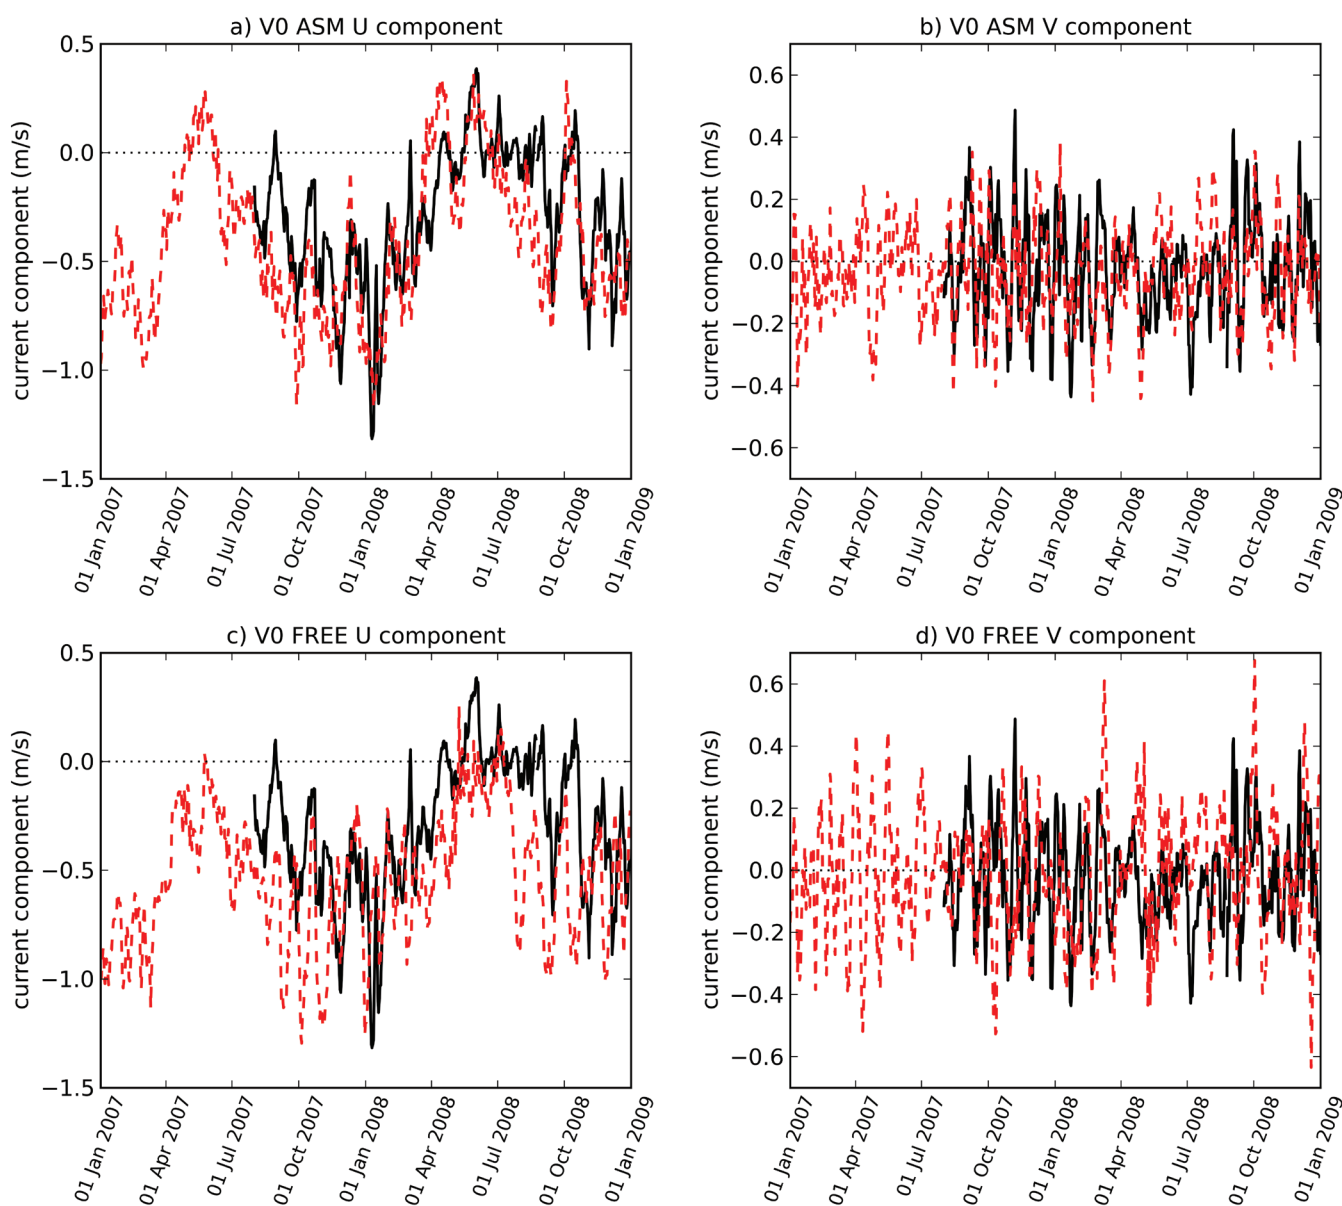 a) V0 ASM U component
b) V0 ASM V component
current component (m/s)
0.5
0.0
−0.5
−1.0
−1.5
01 Jan 2007
01 Apr 2007
01 Jul 2007
01 Oct 2007
01 Jan 2008
01 Apr 2008
01 Jul 2008
01 Oct 2008
01 Jan 2009
current component (m/s)
0.6
0.4
0.2
0.0
−0.2
−0.4
−0.6
01 Jan 2007
01 Apr 2007
01 Jul 2007
01 Oct 2007
01 Jan 2008
01 Apr 2008
01 Jul 2008
01 Oct 2008
01 Jan 2009
c) V0 FREE U component
d) V0 FREE V component
current component (m/s)
0.5
0.0
−0.5
−1.0
−1.5
01 Jan 2007
01 Apr 2007
01 Jul 2007
01 Oct 2007
01 Jan 2008
01 Apr 2008
01 Jul 2008
01 Oct 2008
01 Jan 2009
current component (m/s)
0.6
0.4
0.2
0.0
−0.2
−0.4
−0.6
01 Jan 2007
01 Apr 2007
01 Jul 2007
01 Oct 2007
01 Jan 2008
01 Apr 2008
01 Jul 2008
01 Oct 2008
01 Jan 2009